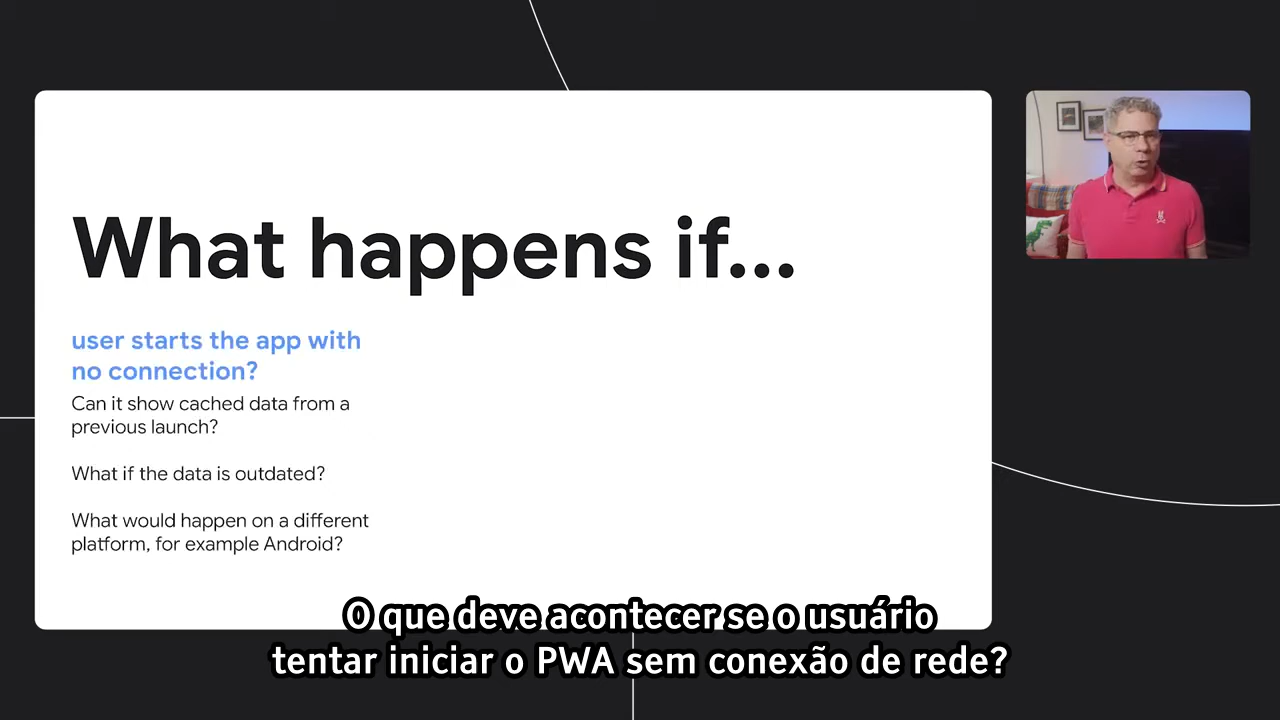 What happens if...
user starts the app with
no connection?
Can it show cached data from a
previous launch?
What if the data is outdated?
What would happen on a different
platform, for example Android?
O que deve acontecer se o usuário
tentar iniciar o PWA sem conexão de rede?